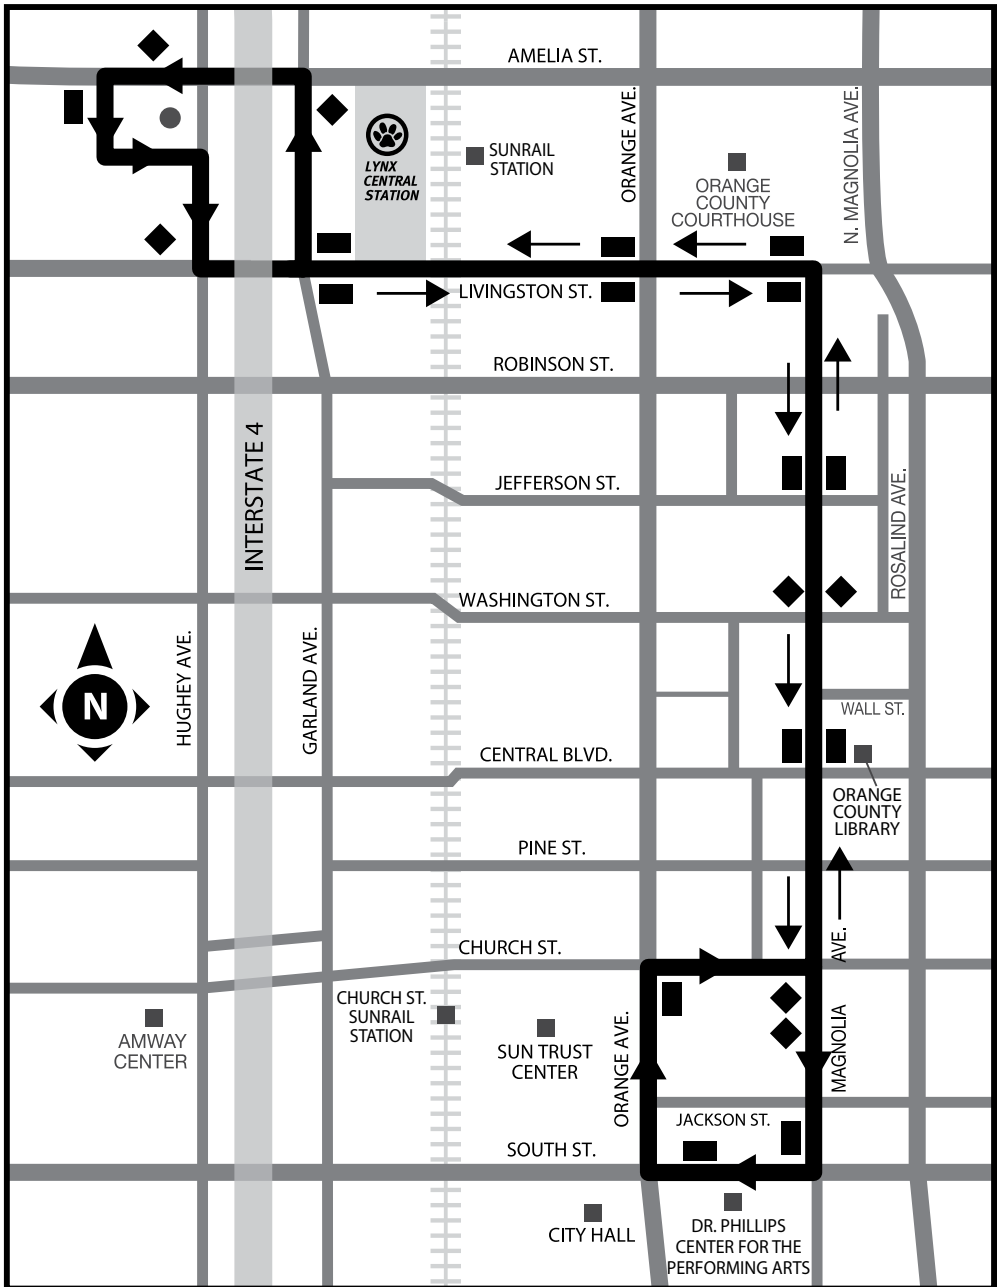 AMELIA ST.
ORANGE AVE.
N. MAGNOLIA AVE.
LYNX
CENTRAL
STATION
SUNRAIL
STATION
ORANGE
COUNTY
COURTHOUSE
LIVINGSTON ST.
ROBINSON ST.
INTERSTATE 4
JEFFERSON ST.
ROSALIND AVE.
WASHINGTON ST.
HUGHEY AVE.
GARLAND AVE.
N
WALL ST.
CENTRAL BLVD.
ORANGE
COUNTY
LIBRARY
PINE ST.
CHURCH ST.
MAGNOLIA AVE.
CHURCH ST.
SUNRAIL
STATION
AMWAY
CENTER
SUN TRUST
CENTER
ORANGE AVE.
JACKSON ST.
SOUTH ST.
CITY HALL
DR. PHILLIPS
CENTER FOR THE
PERFORMING ARTS